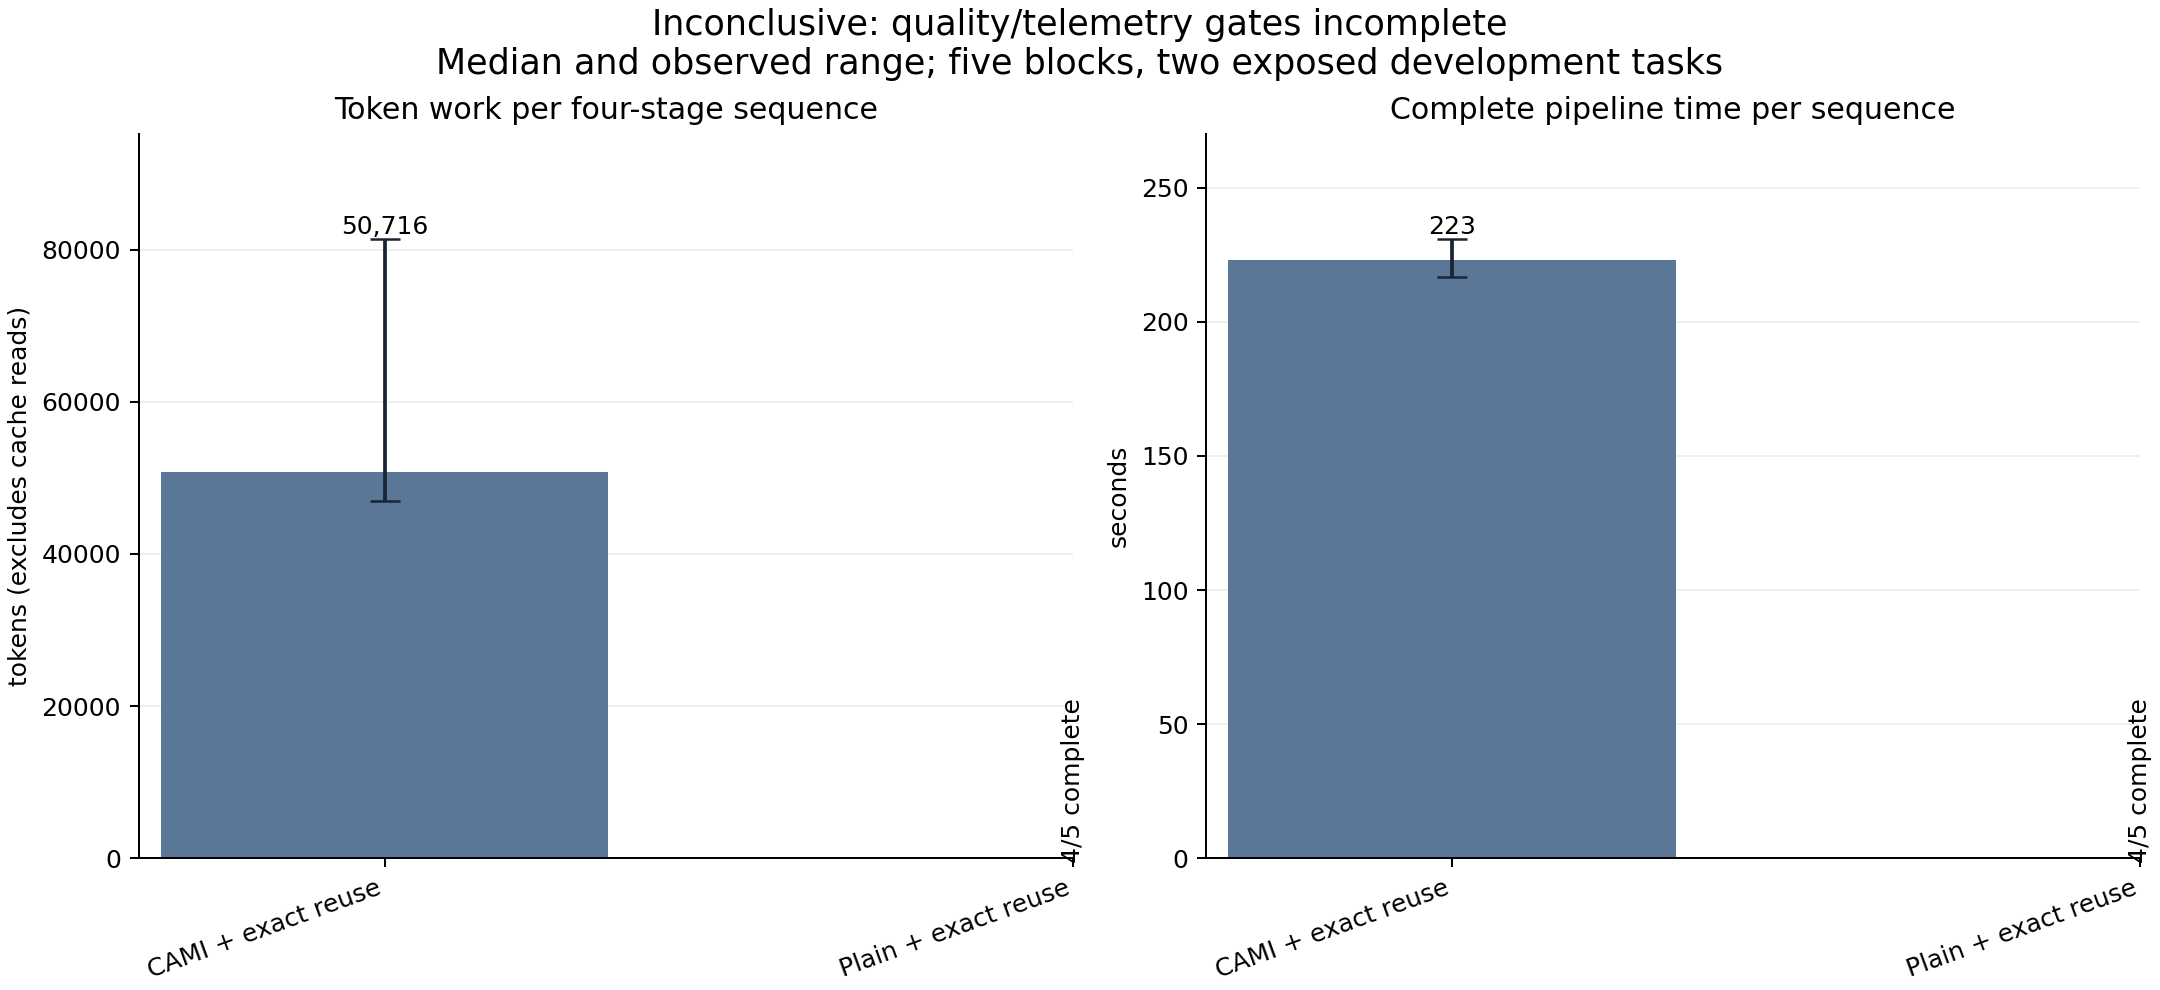 Inconclusive: quality/telemetry gates incomplete
Median and observed range; five blocks, two exposed development tasks
Token work per four-stage sequence
tokens (excludes cache reads)
80000
60000
40000
20000
0
50,716
4/5 complete
CAMI + exact reuse
Plain + exact reuse
Complete pipeline time per sequence
seconds
250
200
150
100
50
0
223
4/5 complete
CAMI + exact reuse
Plain + exact reuse